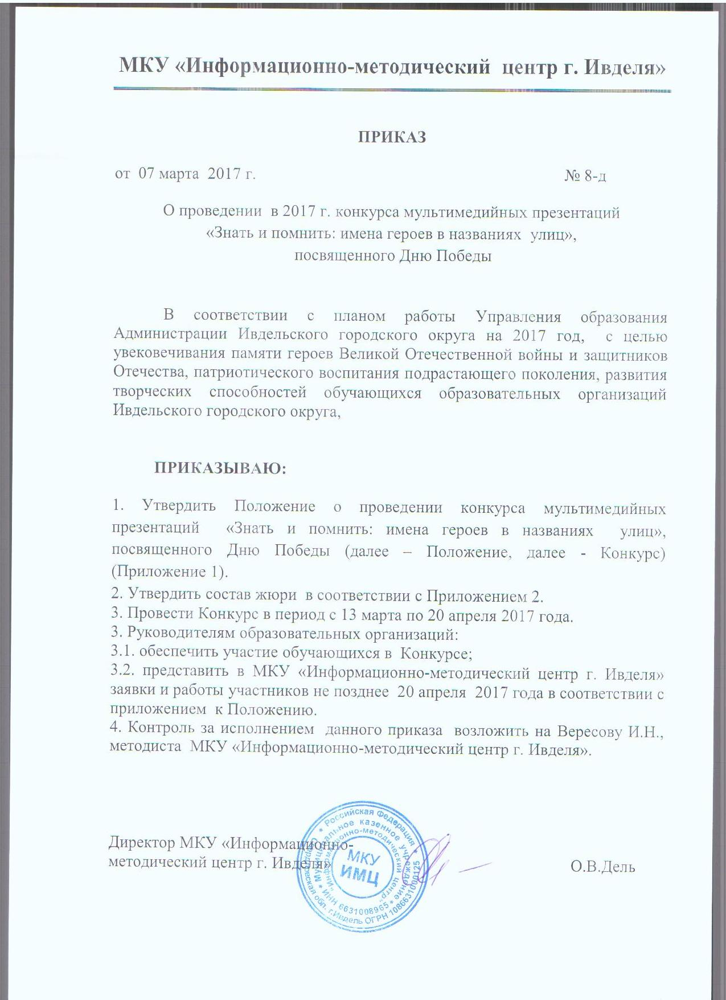 МКУ «Информационно-методический центр г. Ивделя»
ПРИКАЗ
от 07 марта 2017 г. № 8-д
О проведении в 2017 г. конкурса мультимедийных презентаций
«Знать и помнить: имена героев в названиях улиц»,
посвященного Дню Победы
В соответствии с планом работы Управления образования
Администрации Ивдельского городского округа на 2017 год, с целью
увековечивания памяти героев Великой Отечественной войны и защитников
Отечества, патриотического воспитания подрастающего поколения, развития
творческих способностей обучающихся образовательных организаций
Ивдельского городского округа,
ПРИКАЗЫВАЮ:
1. Утвердить Положение о проведении конкурса мультимедийных
презентаций «Знать и помнить: имена героев в названиях улиц»,
посвященного Дню Победы (далее – Положение, далее - Конкурс)
(Приложение 1).
2. Утвердить состав жюри в соответствии с Приложением 2.
3. Провести Конкурс в период с 13 марта по 20 апреля 2017 года.
3. Руководителям образовательных организаций:
3.1. обеспечить участие обучающихся в Конкурсе;
3.2. представить в МКУ «Информационно-методический центр г. Ивделя»
заявки и работы участников не позднее 20 апреля 2017 года в соответствии с
приложением к Положению.
4. Контроль за исполнением данного приказа возложить на Вересову И.Н.,
методиста МКУ «Информационно-методический центр г. Ивделя».
Директор МКУ «Информационно-
методический центр г. Ивделя» О.В.Дель
* Российская Федерация * Свердловская обл. г.Ивдель ОГРН 1086631000125
* Муниципальное казенное учреждение * ИНН 6631008965
"Информационно-методический центр"
МКУ
ИМЦ